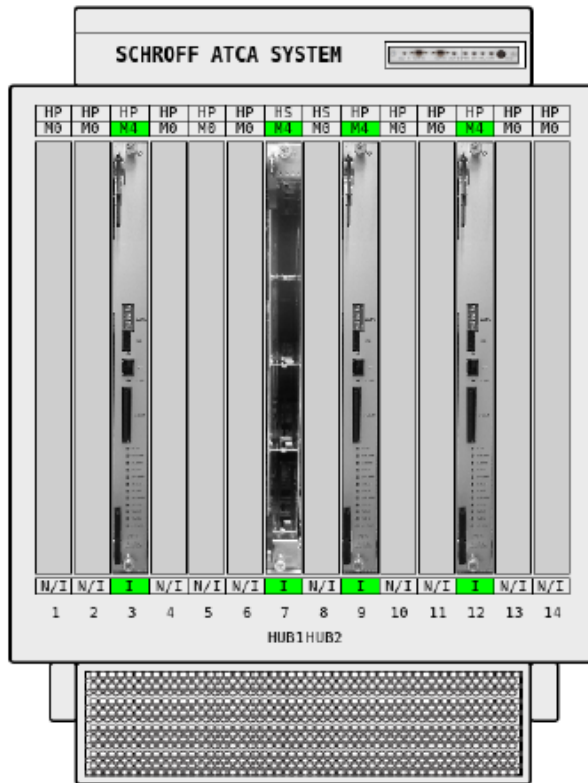 SCHROFF ATCA SYSTEM
HP HP HP HP HP HP HS HS HP HP HP HP HP HP
M0 M0 M4 M0 M0 M0 M4 M0 M4 M0 M0 M4 M0 M0
N/I N/I I N/I N/I N/I I N/I I N/I N/I I N/I N/I
1 2 3 4 5 6 7 8 9 10 11 12 13 14
HUB1HUB2